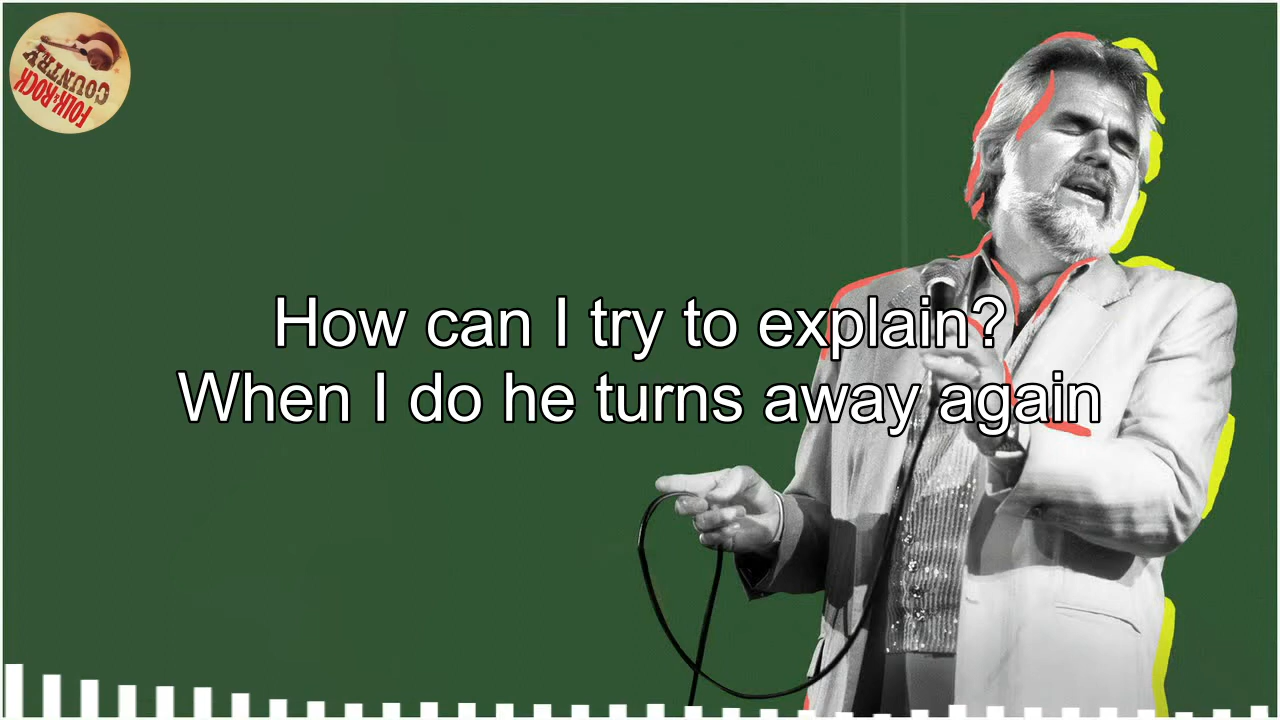 FOLK & ROCK
COUNTRY
How can I try to explain?
When I do he turns away again